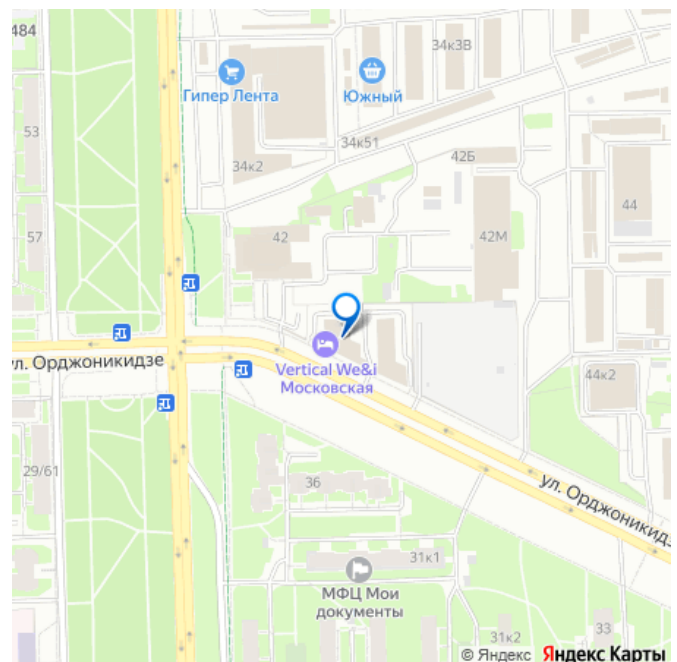 484
34к3В
Гипер Лента
Южный
53
34к51
34к2
42Б
44
57
42
42М
ул. Орджоникидзе
Vertical We&i
Московская
44к2
29/61
36
ул. Орджоникидз
31к1
МФЦ Мои
документы
31к2
33
© Яндекс Яндекс Карты